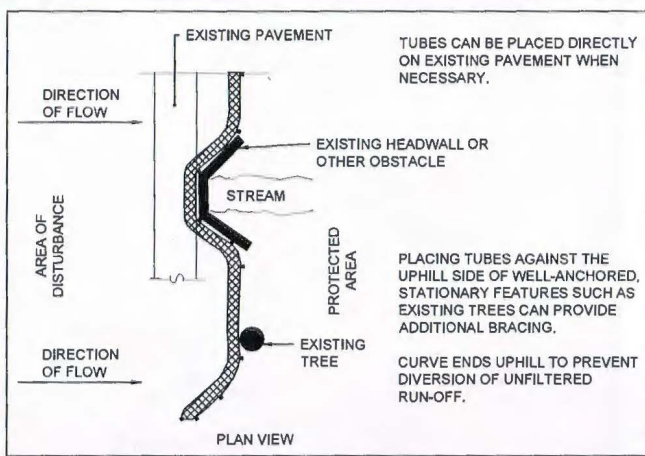 EXISTING PAVEMENT
TUBES CAN BE PLACED DIRECTLY
ON EXISTING PAVEMENT WHEN
NECESSARY.
DIRECTION
OF FLOW
EXISTING HEADWALL OR
OTHER OBSTACLE
STREAM
AREA OF
DISTURBANCE
PROTECTED
AREA
PLACING TUBES AGAINST THE
UPHILL SIDE OF WELL-ANCHORED,
STATIONARY FEATURES SUCH AS
EXISTING TREES CAN PROVIDE
ADDITIONAL BRACING.
EXISTING
TREE
DIRECTION
OF FLOW
CURVE ENDS UPHILL TO PREVENT
DIVERSION OF UNFILTERED
RUN-OFF.
PLAN VIEW